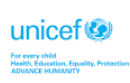 unicef
For every child
Health, Education, Equality, Protection
ADVANCE HUMANITY